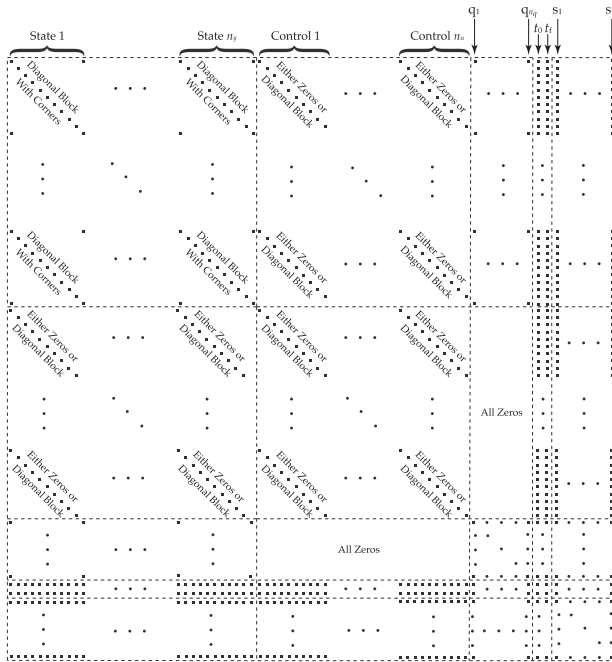 q₁ q_{n_q} s₁ s
t₀ t_f
State 1 State n_y Control 1 Control n_u
Diagonal Block With Corners
Diagonal Block With Corners
Either Zeros or Diagonal Block
Either Zeros or Diagonal Block
Diagonal Block With Corners
Diagonal Block With Corners
Either Zeros or Diagonal Block
Either Zeros or Diagonal Block
Either Zeros or Diagonal Block
Either Zeros or Diagonal Block
Either Zeros or Diagonal Block
Either Zeros or Diagonal Block
All Zeros
Either Zeros or Diagonal Block
Either Zeros or Diagonal Block
Either Zeros or Diagonal Block
Either Zeros or Diagonal Block
All Zeros